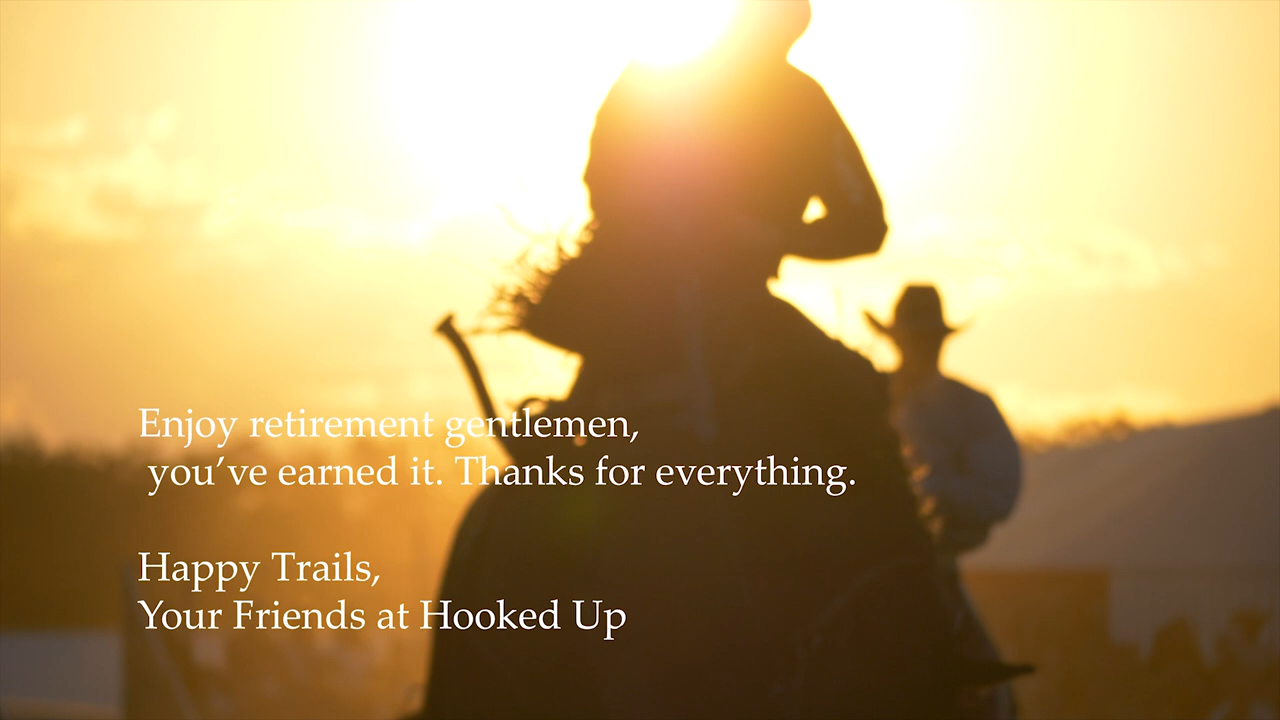 Enjoy retirement gentlemen,
you've earned it. Thanks for everything.
Happy Trails,
Your Friends at Hooked Up